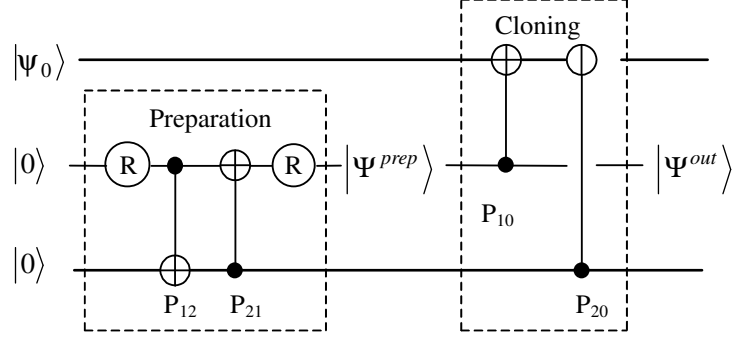 Cloning
|ψ₀⟩
Preparation
|0⟩ R R |Ψᵖʳᵉᵖ⟩ |Ψᵒᵘᵗ⟩
P₁₀
|0⟩
P₁₂ P₂₁ P₂₀